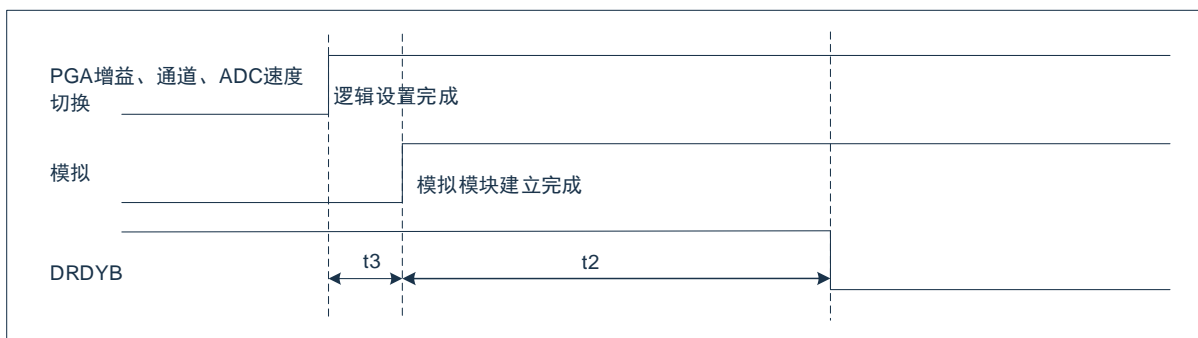 PGA增益、通道、ADC速度
切换
逻辑设置完成
模拟
模拟模块建立完成
t3
t2
DRDYB